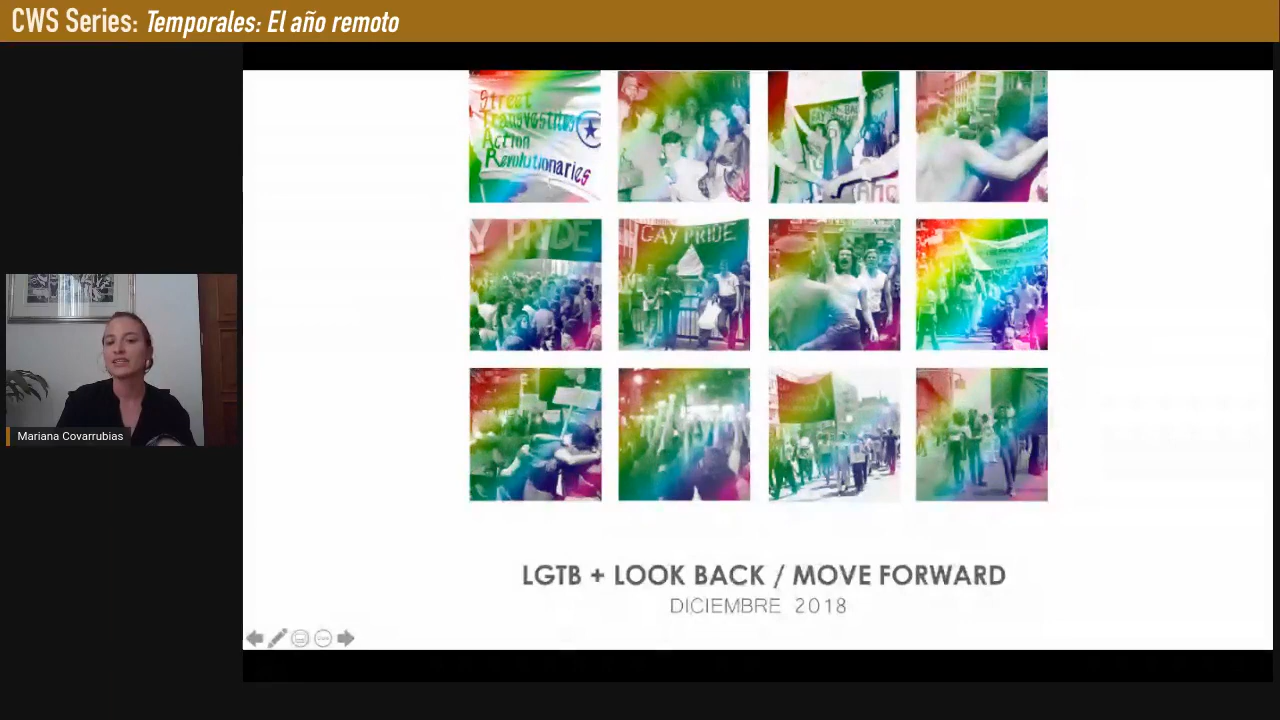 CWS Series: Temporales: El año remoto
Street
Transvestites
Action
Revolutionaries
Y PRIDE
GAY PRIDE
Mariana Covarrubias
LGTB + LOOK BACK / MOVE FORWARD
DICIEMBRE 2018